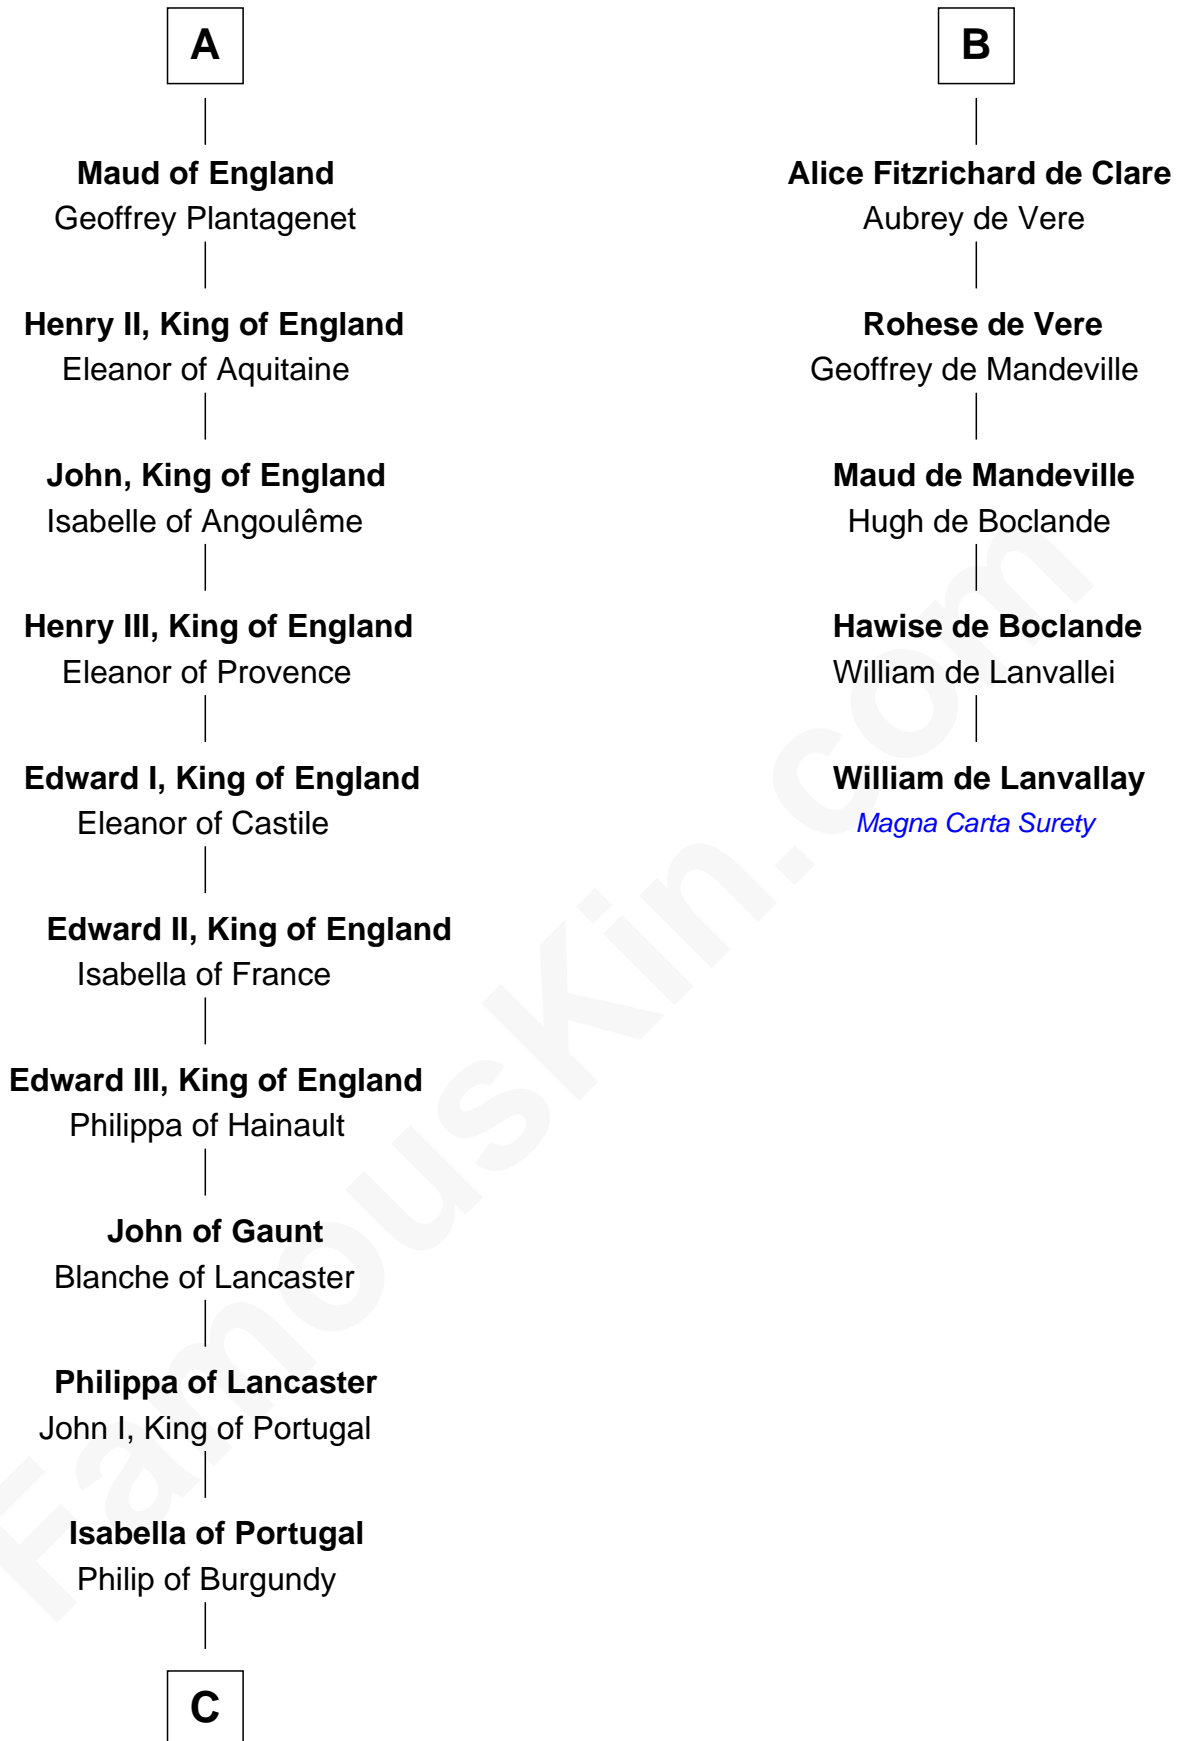 A
Maud of England
Geoffrey Plantagenet
Henry II, King of England
Eleanor of Aquitaine
John, King of England
Isabelle of Angoulême
Henry III, King of England
Eleanor of Provence
Edward I, King of England
Eleanor of Castile
Edward II, King of England
Isabella of France
Edward III, King of England
Philippa of Hainault
John of Gaunt
Blanche of Lancaster
Philippa of Lancaster
John I, King of Portugal
Isabella of Portugal
Philip of Burgundy
C
B
Alice Fitzrichard de Clare
Aubrey de Vere
Rohese de Vere
Geoffrey de Mandeville
Maud de Mandeville
Hugh de Boclande
Hawise de Boclande
William de Lanvallei
William de Lanvallay
Magna Carta Surety
FamousKin.com